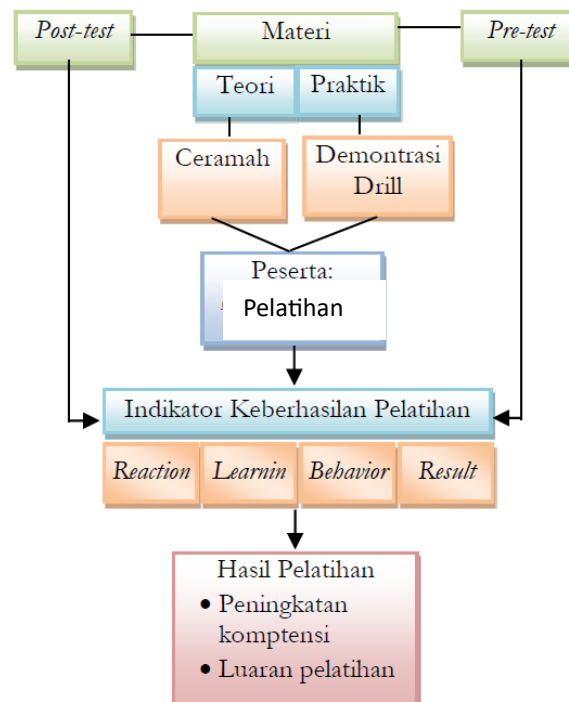 Post-test
Materi
Pre-test
Teori
Praktik
Ceramah
Demontrasi
Drill
Peserta:
Pelatihan
Indikator Keberhasilan Pelatihan
Reaction
Learnin
Behavior
Result
Hasil Pelatihan
• Peningkatan
komptensi
• Luaran pelatihan